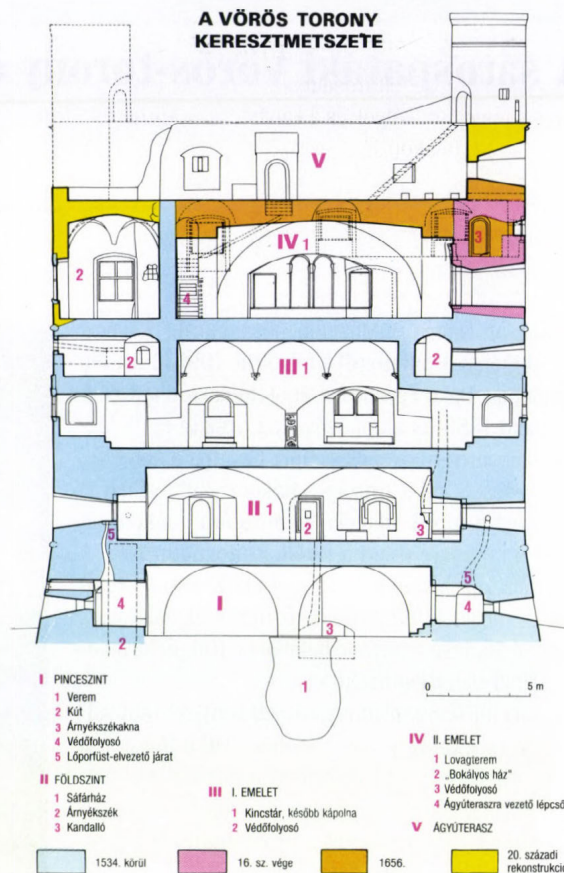 A VÖRÖS TORONY
KERESZTMETSZETE
V
2
IV 1
3
4
2
III 1
2
II 1
2
3
5
5
4
I
3
4
2
1
I PINCESZINT
1 Verem
2 Kút
3 Árnyékszékakna
4 Védőfolyosó
5 Lőporfüst-elvezető járat
II FÖLDSZINT
1 Sáfárház
2 Árnyékszék
3 Kandalló
III I. EMELET
1 Kincstár, később kápolna
2 Védőfolyosó
0 5 m
IV II. EMELET
1 Lovagterem
2 „Bokályos ház”
3 Védőfolyosó
4 Ágyúteraszra vezető lépcső
V ÁGYÚTERASZ
1534. körül
16. sz. vége
1656.
20. századi
rekonstrukció